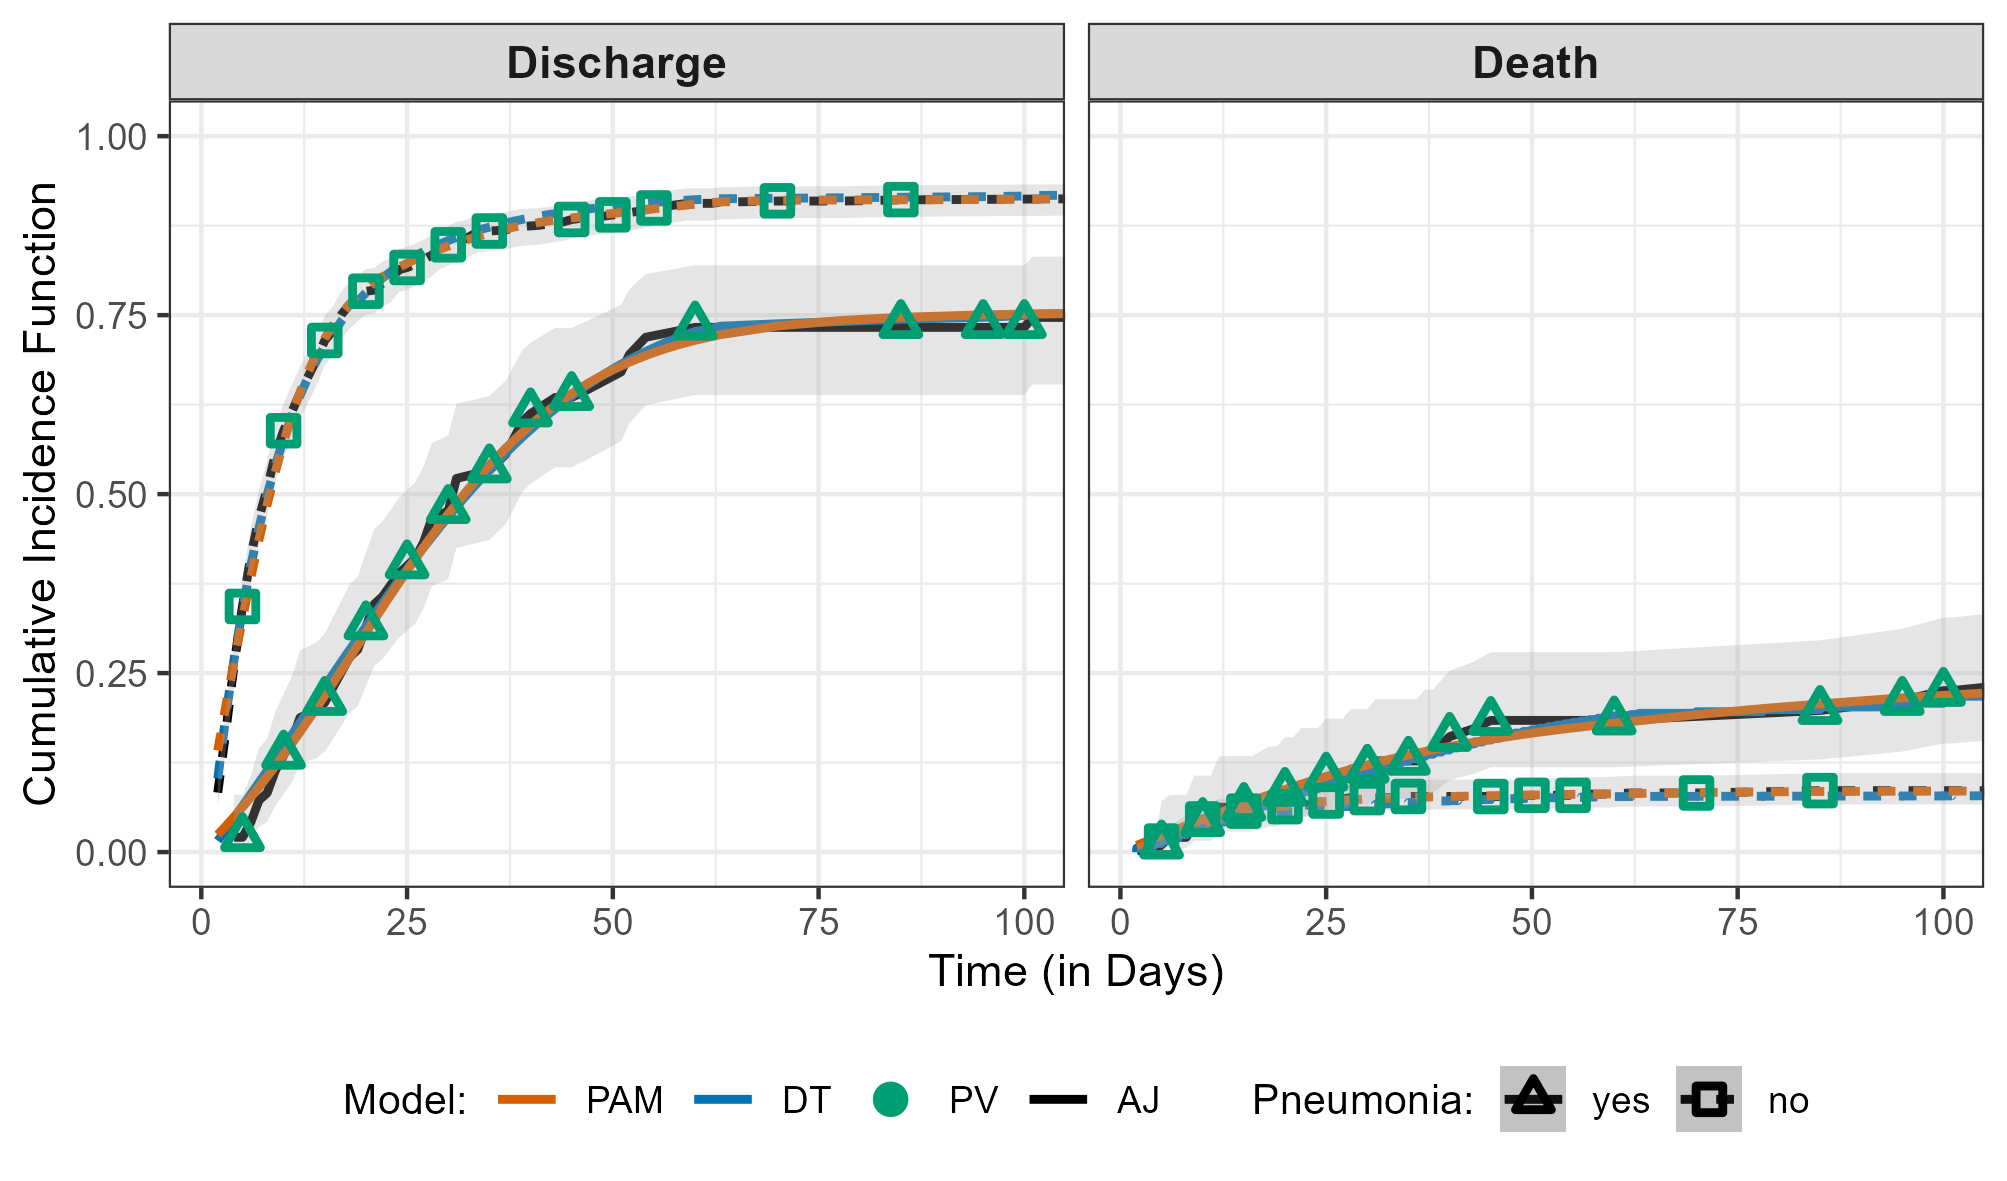 Discharge Death
Cumulative Incidence Function
1.00
0.75
0.50
0.25
0.00
0 25 50 75 100 0 25 50 75 100
Time (in Days)
Model: PAM DT PV AJ Pneumonia: yes no